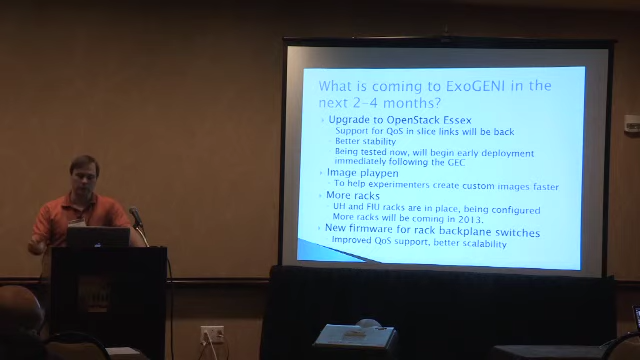 What is coming to ExoGENI in the
next 2-4 months?
Upgrade to OpenStack Essex
Support for QoS in slice links will be back
Better stability
Being tested now, will begin early deployment
immediately following the GEC
Image playpen
To help experimenters create custom images faster
More racks
UH and FIU racks are in place, being configured
More racks will be coming in 2013.
New firmware for rack backplane switches
Improved QoS support, better scalability